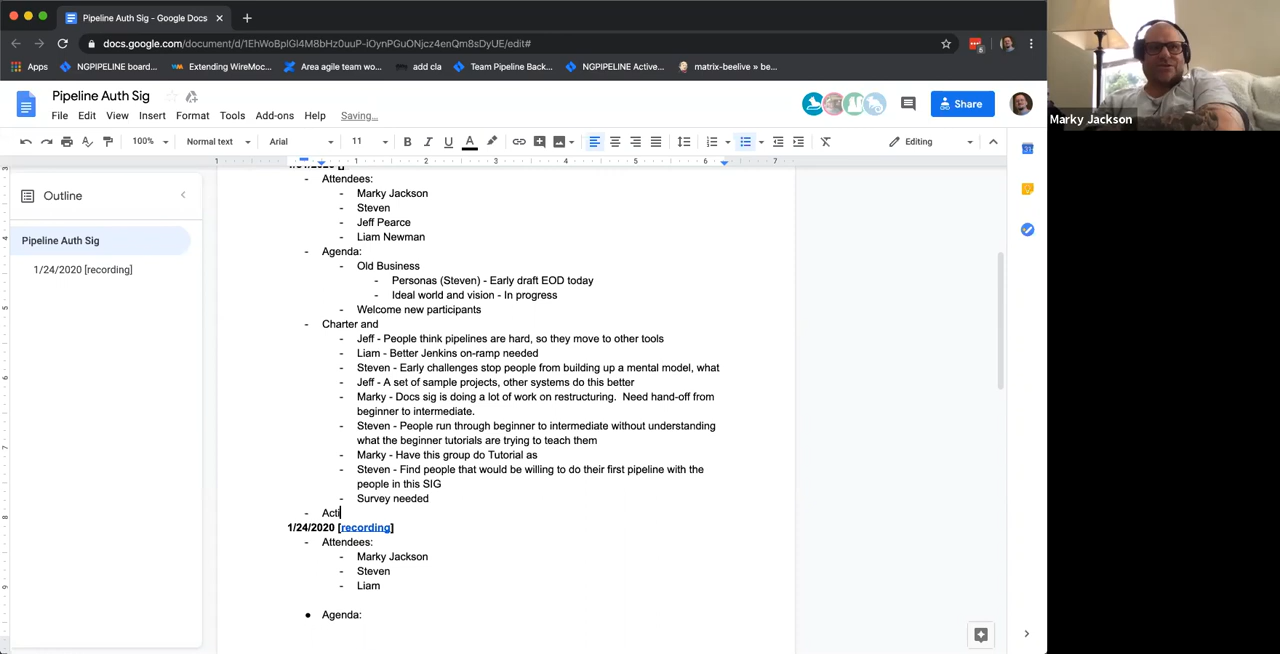 Pipeline Auth Sig - Google Docs
docs.google.com/document/d/1EhWoBpIGl4M8bHz0uuP-iOynPGuONjcz4enQm8sDyUE/edit#
Apps NGPIPELINE board... Extending WireMoc... Area agile team wo... add cla Team Pipeline Back... NGPIPELINE Active... matrix-beelive » be...
Pipeline Auth Sig
File Edit View Insert Format Tools Add-ons Help Saving...
Share
100% Normal text Arial 11 B I U A Editing
1 1 2 3 4 5 6 7
Outline
Pipeline Auth Sig
1/24/2020 [recording]
- Attendees:
- Marky Jackson
- Steven
- Jeff Pearce
- Liam Newman
- Agenda:
- Old Business
- Personas (Steven) - Early draft EOD today
- Ideal world and vision - In progress
- Welcome new participants
- Charter and
- Jeff - People think pipelines are hard, so they move to other tools
- Liam - Better Jenkins on-ramp needed
- Steven - Early challenges stop people from building up a mental model, what
- Jeff - A set of sample projects, other systems do this better
- Marky - Docs sig is doing a lot of work on restructuring. Need hand-off from
beginner to intermediate.
- Steven - People run through beginner to intermediate without understanding
what the beginner tutorials are trying to teach them
- Marky - Have this group do Tutorial as
- Steven - Find people that would be willing to do their first pipeline with the
people in this SIG
- Survey needed
- Acti
1/24/2020 [recording]
- Attendees:
- Marky Jackson
- Steven
- Liam
● Agenda:
Marky Jackson